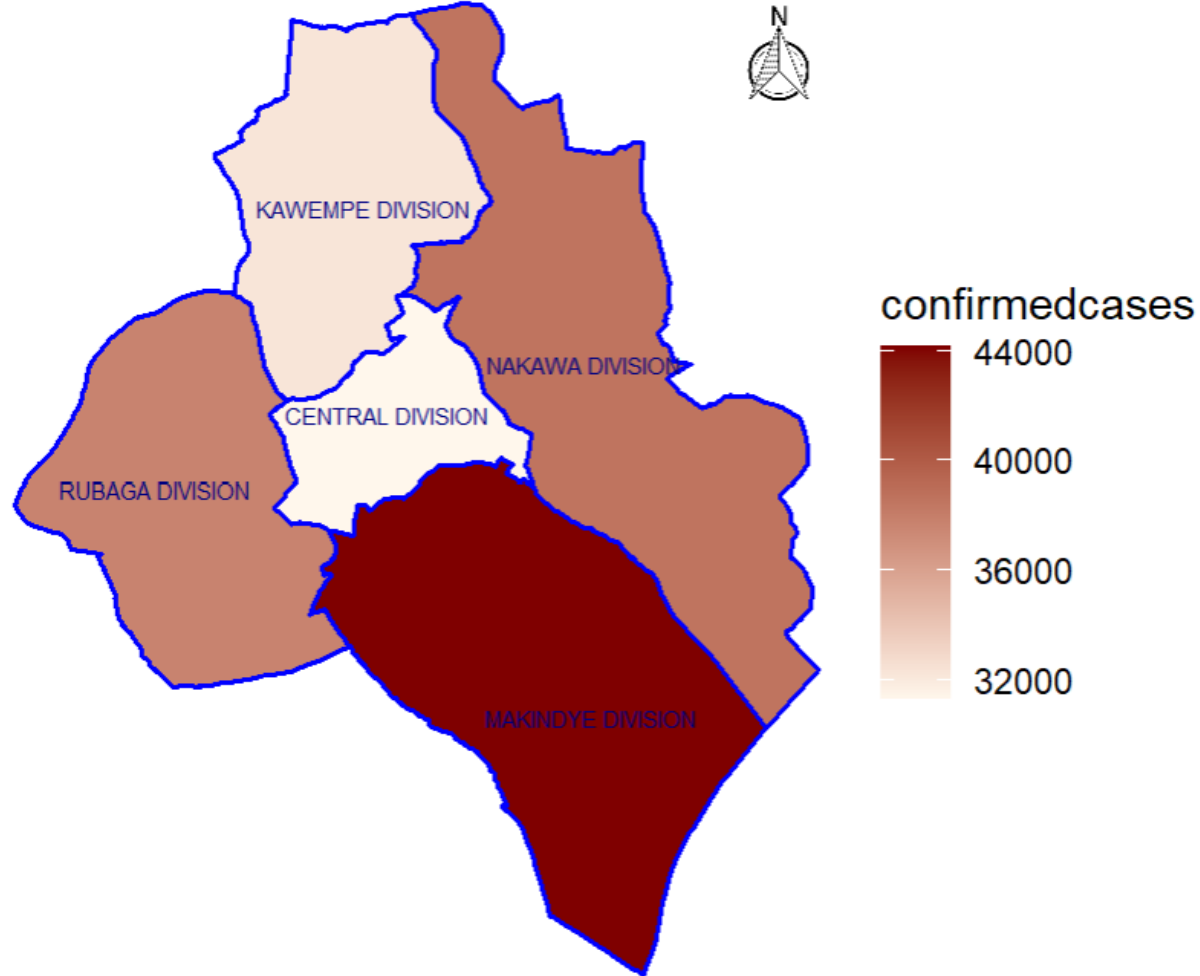 N
KAWEMPE DIVISION
NAKAWA DIVISION
CENTRAL DIVISION
RUBAGA DIVISION
MAKINDYE DIVISION
confirmedcases
44000
40000
36000
32000